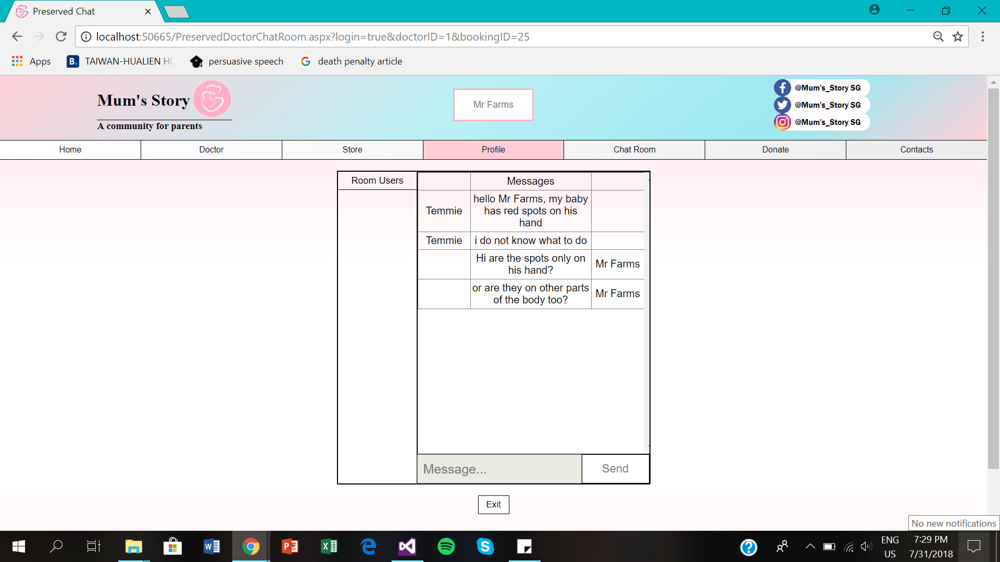 Preserved Chat
localhost:50665/PreservedDoctorChatRoom.aspx?login=true&doctorID=1&bookingID=25
Apps
B.
TAIWAN-HUALIEN HO
persuasive speech
death penalty article
Mum's Story
A community for parents
Mr Farms
@Mum's_Story SG
@Mum's_Story SG
@Mum's_Story SG
Home
Doctor
Store
Profile
Chat Room
Donate
Contacts
Room Users
Messages
Temmie
hello Mr Farms, my baby
has red spots on his
hand
Temmie
i do not know what to do
Hi are the spots only on
his hand?
Mr Farms
or are they on other parts
of the body too?
Mr Farms
Message...
Send
Exit
No new notifications
ENG
US
7:29 PM
7/31/2018